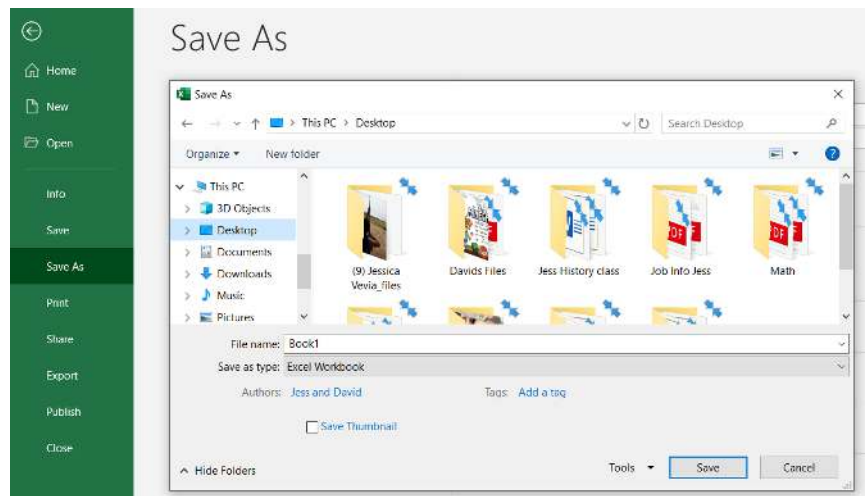 Save As
Home
New
Open
Info
Save
Save As
Print
Share
Export
Publish
Close
Save As
This PC > Desktop
Search Desktop
Organize
New folder
This PC
3D Objects
Desktop
Documents
Downloads
Music
Pictures
(9) Jessica
Vevia_files
Davids Files
Jess History class
Job Info Jess
Math
File name: Book1
Save as type: Excel Workbook
Authors: Jess and David
Tags: Add a tag
Save Thumbnail
Hide Folders
Tools
Save
Cancel